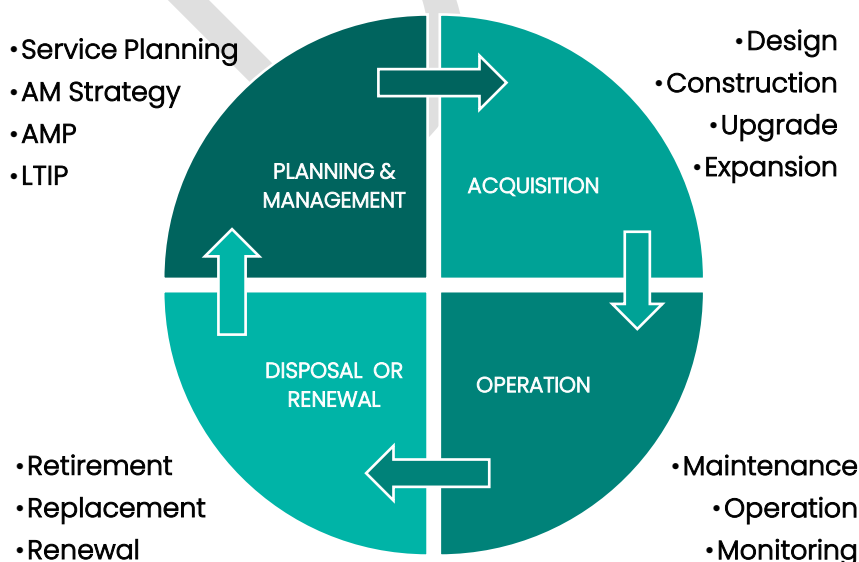 •Service Planning
•AM Strategy
•AMP
•LTIP
•Design
•Construction
•Upgrade
•Expansion
PLANNING &
MANAGEMENT
ACQUISITION
DISPOSAL OR
RENEWAL
OPERATION
•Retirement
•Replacement
•Renewal
•Maintenance
•Operation
•Monitoring